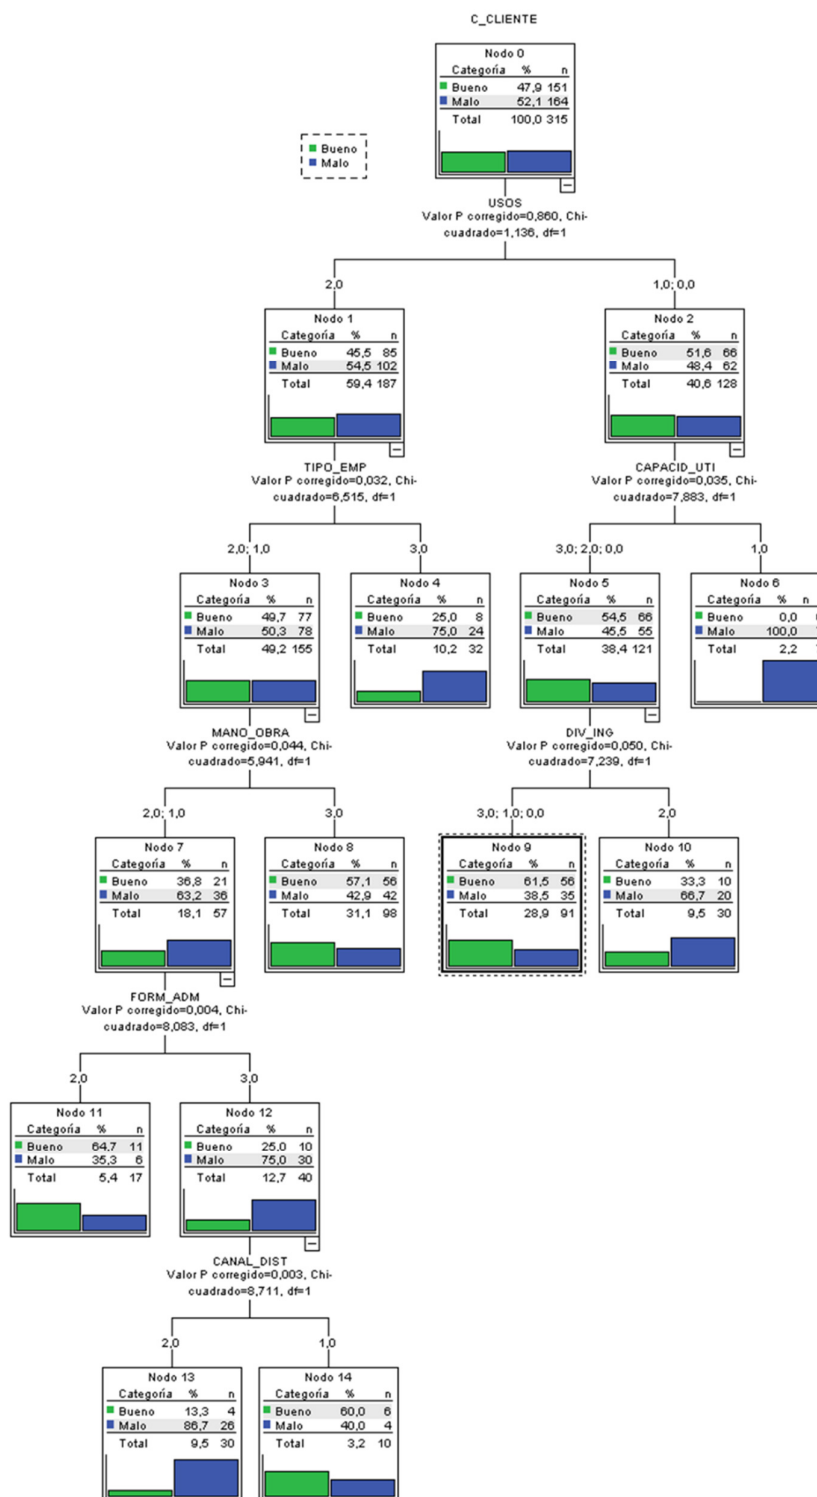 C_CLIENTE
Nodo 0
Categoría % n
Bueno 47,9 151
Malo 52,1 164
Total 100,0 315
Bueno
Malo
USOS
Valor P corregido=0,860, Chi-
cuadrado=1,136, df=1
2,0
1,0; 0,0
Nodo 1
Categoría % n
Bueno 45,5 85
Malo 54,5 102
Total 59,4 187
Nodo 2
Categoría % n
Bueno 51,6 66
Malo 48,4 62
Total 40,6 128
TIPO_EMP
Valor P corregido=0,032, Chi-
cuadrado=6,515, df=1
CAPACID_UTI
Valor P corregido=0,035, Chi-
cuadrado=7,883, df=1
2,0; 1,0
3,0
3,0; 2,0; 0,0
1,0
Nodo 3
Categoría % n
Bueno 49,7 77
Malo 50,3 78
Total 49,2 155
Nodo 4
Categoría % n
Bueno 25,0 8
Malo 75,0 24
Total 10,2 32
Nodo 5
Categoría % n
Bueno 54,5 66
Malo 45,5 55
Total 38,4 121
Nodo 6
Categoría % n
Bueno 0,0
Malo 100,0
Total 2,2
MANO_OBRA
Valor P corregido=0,044, Chi-
cuadrado=5,941, df=1
DIV_ING
Valor P corregido=0,050, Chi-
cuadrado=7,239, df=1
2,0; 1,0
3,0
3,0; 1,0; 0,0
2,0
Nodo 7
Categoría % n
Bueno 36,8 21
Malo 63,2 36
Total 18,1 57
Nodo 8
Categoría % n
Bueno 57,1 56
Malo 42,9 42
Total 31,1 98
Nodo 9
Categoría % n
Bueno 61,5 56
Malo 38,5 35
Total 28,9 91
Nodo 10
Categoría % n
Bueno 33,3 10
Malo 66,7 20
Total 9,5 30
FORM_ADM
Valor P corregido=0,004, Chi-
cuadrado=8,083, df=1
2,0
3,0
Nodo 11
Categoría % n
Bueno 64,7 11
Malo 35,3 6
Total 5,4 17
Nodo 12
Categoría % n
Bueno 25,0 10
Malo 75,0 30
Total 12,7 40
CANAL_DIST
Valor P corregido=0,003, Chi-
cuadrado=8,711, df=1
2,0
1,0
Nodo 13
Categoría % n
Bueno 13,3 4
Malo 86,7 26
Total 9,5 30
Nodo 14
Categoría % n
Bueno 60,0 6
Malo 40,0 4
Total 3,2 10